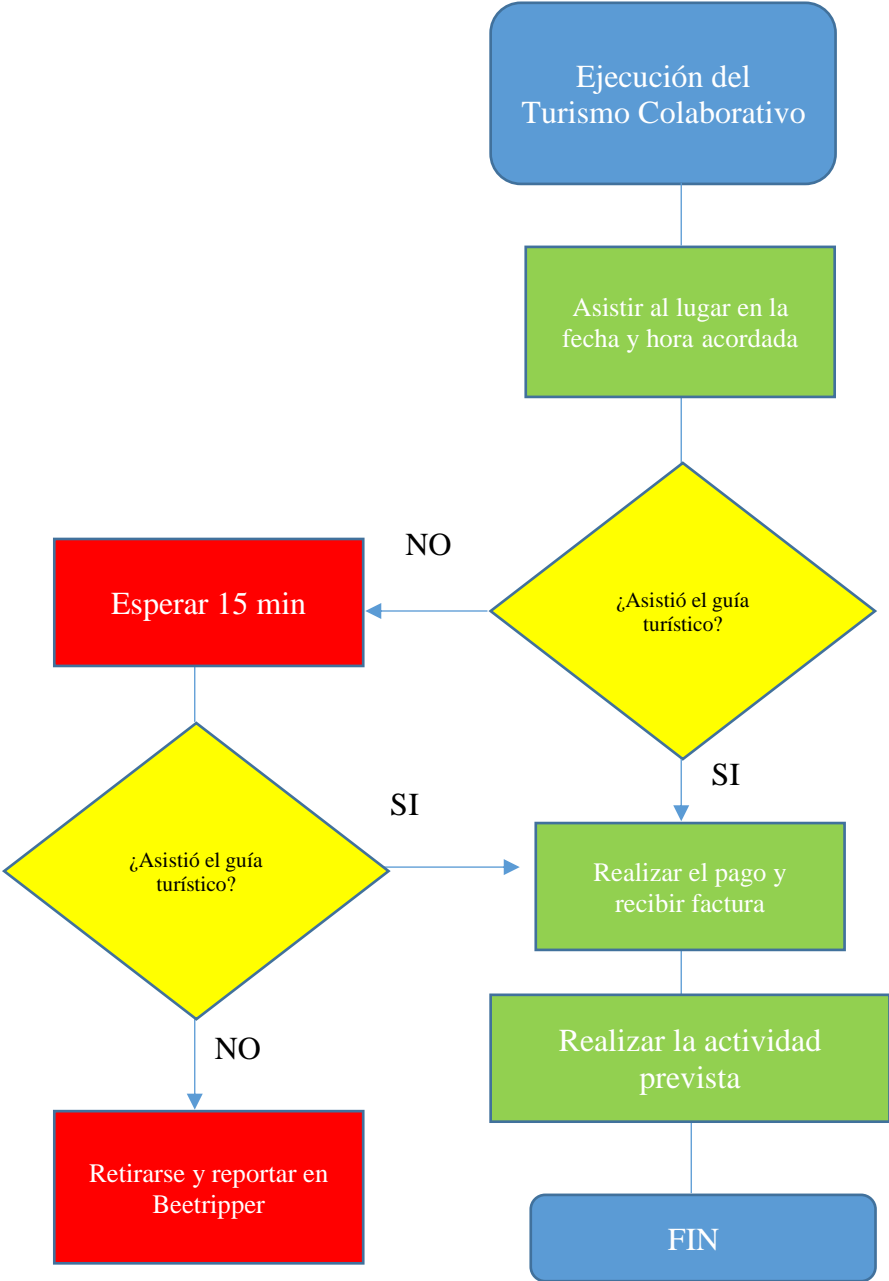 Ejecución del
Turismo Colaborativo
Asistir al lugar en la
fecha y hora acordada
NO
Esperar 15 min
¿Asistió el guía
turístico?
SI
SI
¿Asistió el guía
turístico?
Realizar el pago y
recibir factura
NO
Realizar la actividad
prevista
Retirarse y reportar en
Beetripper
FIN